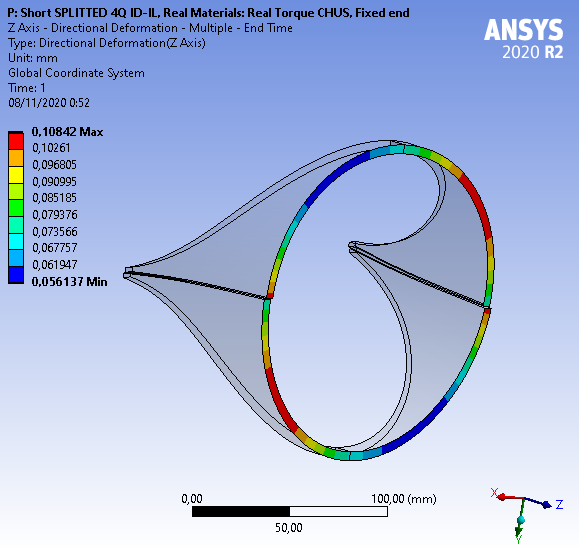 P: Short SPLITTED 4Q ID-IL, Real Materials: Real Torque CHUS, Fixed end
Z Axis - Directional Deformation - Multiple - End Time
Type: Directional Deformation(Z Axis)
Unit: mm
Global Coordinate System
Time: 1
08/11/2020 0:52
ANSYS
2020 R2
0,10842 Max
0,10261
0,096805
0,090995
0,085185
0,079376
0,073566
0,067757
0,061947
0,056137 Min
0,00
100,00 (mm)
50,00
X
Z
Y